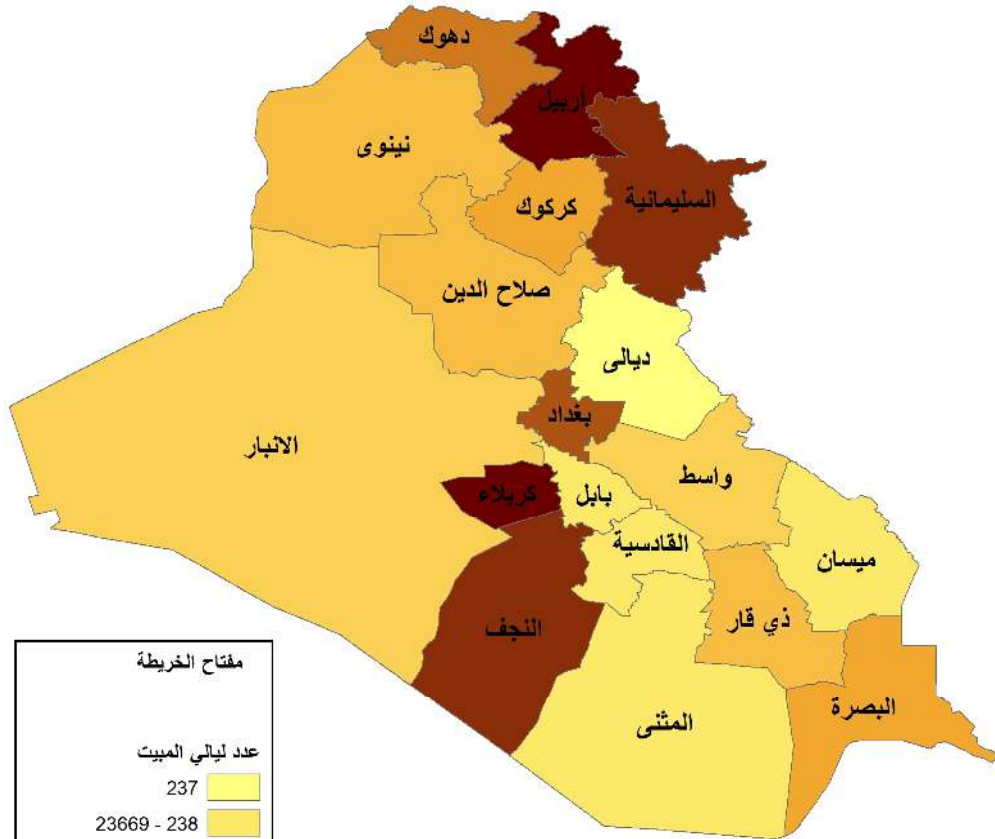 دهوك
أربيل
نينوى
السليمانية
كركوك
صلاح الدين
ديالى
بغداد
الانبار
واسط
كربلاء
بابل
القادسية
ميسان
النجف
ذي قار
البصرة
المثنى
مفتاح الخريطة
عدد ليالي المبيت
237
23669 - 238